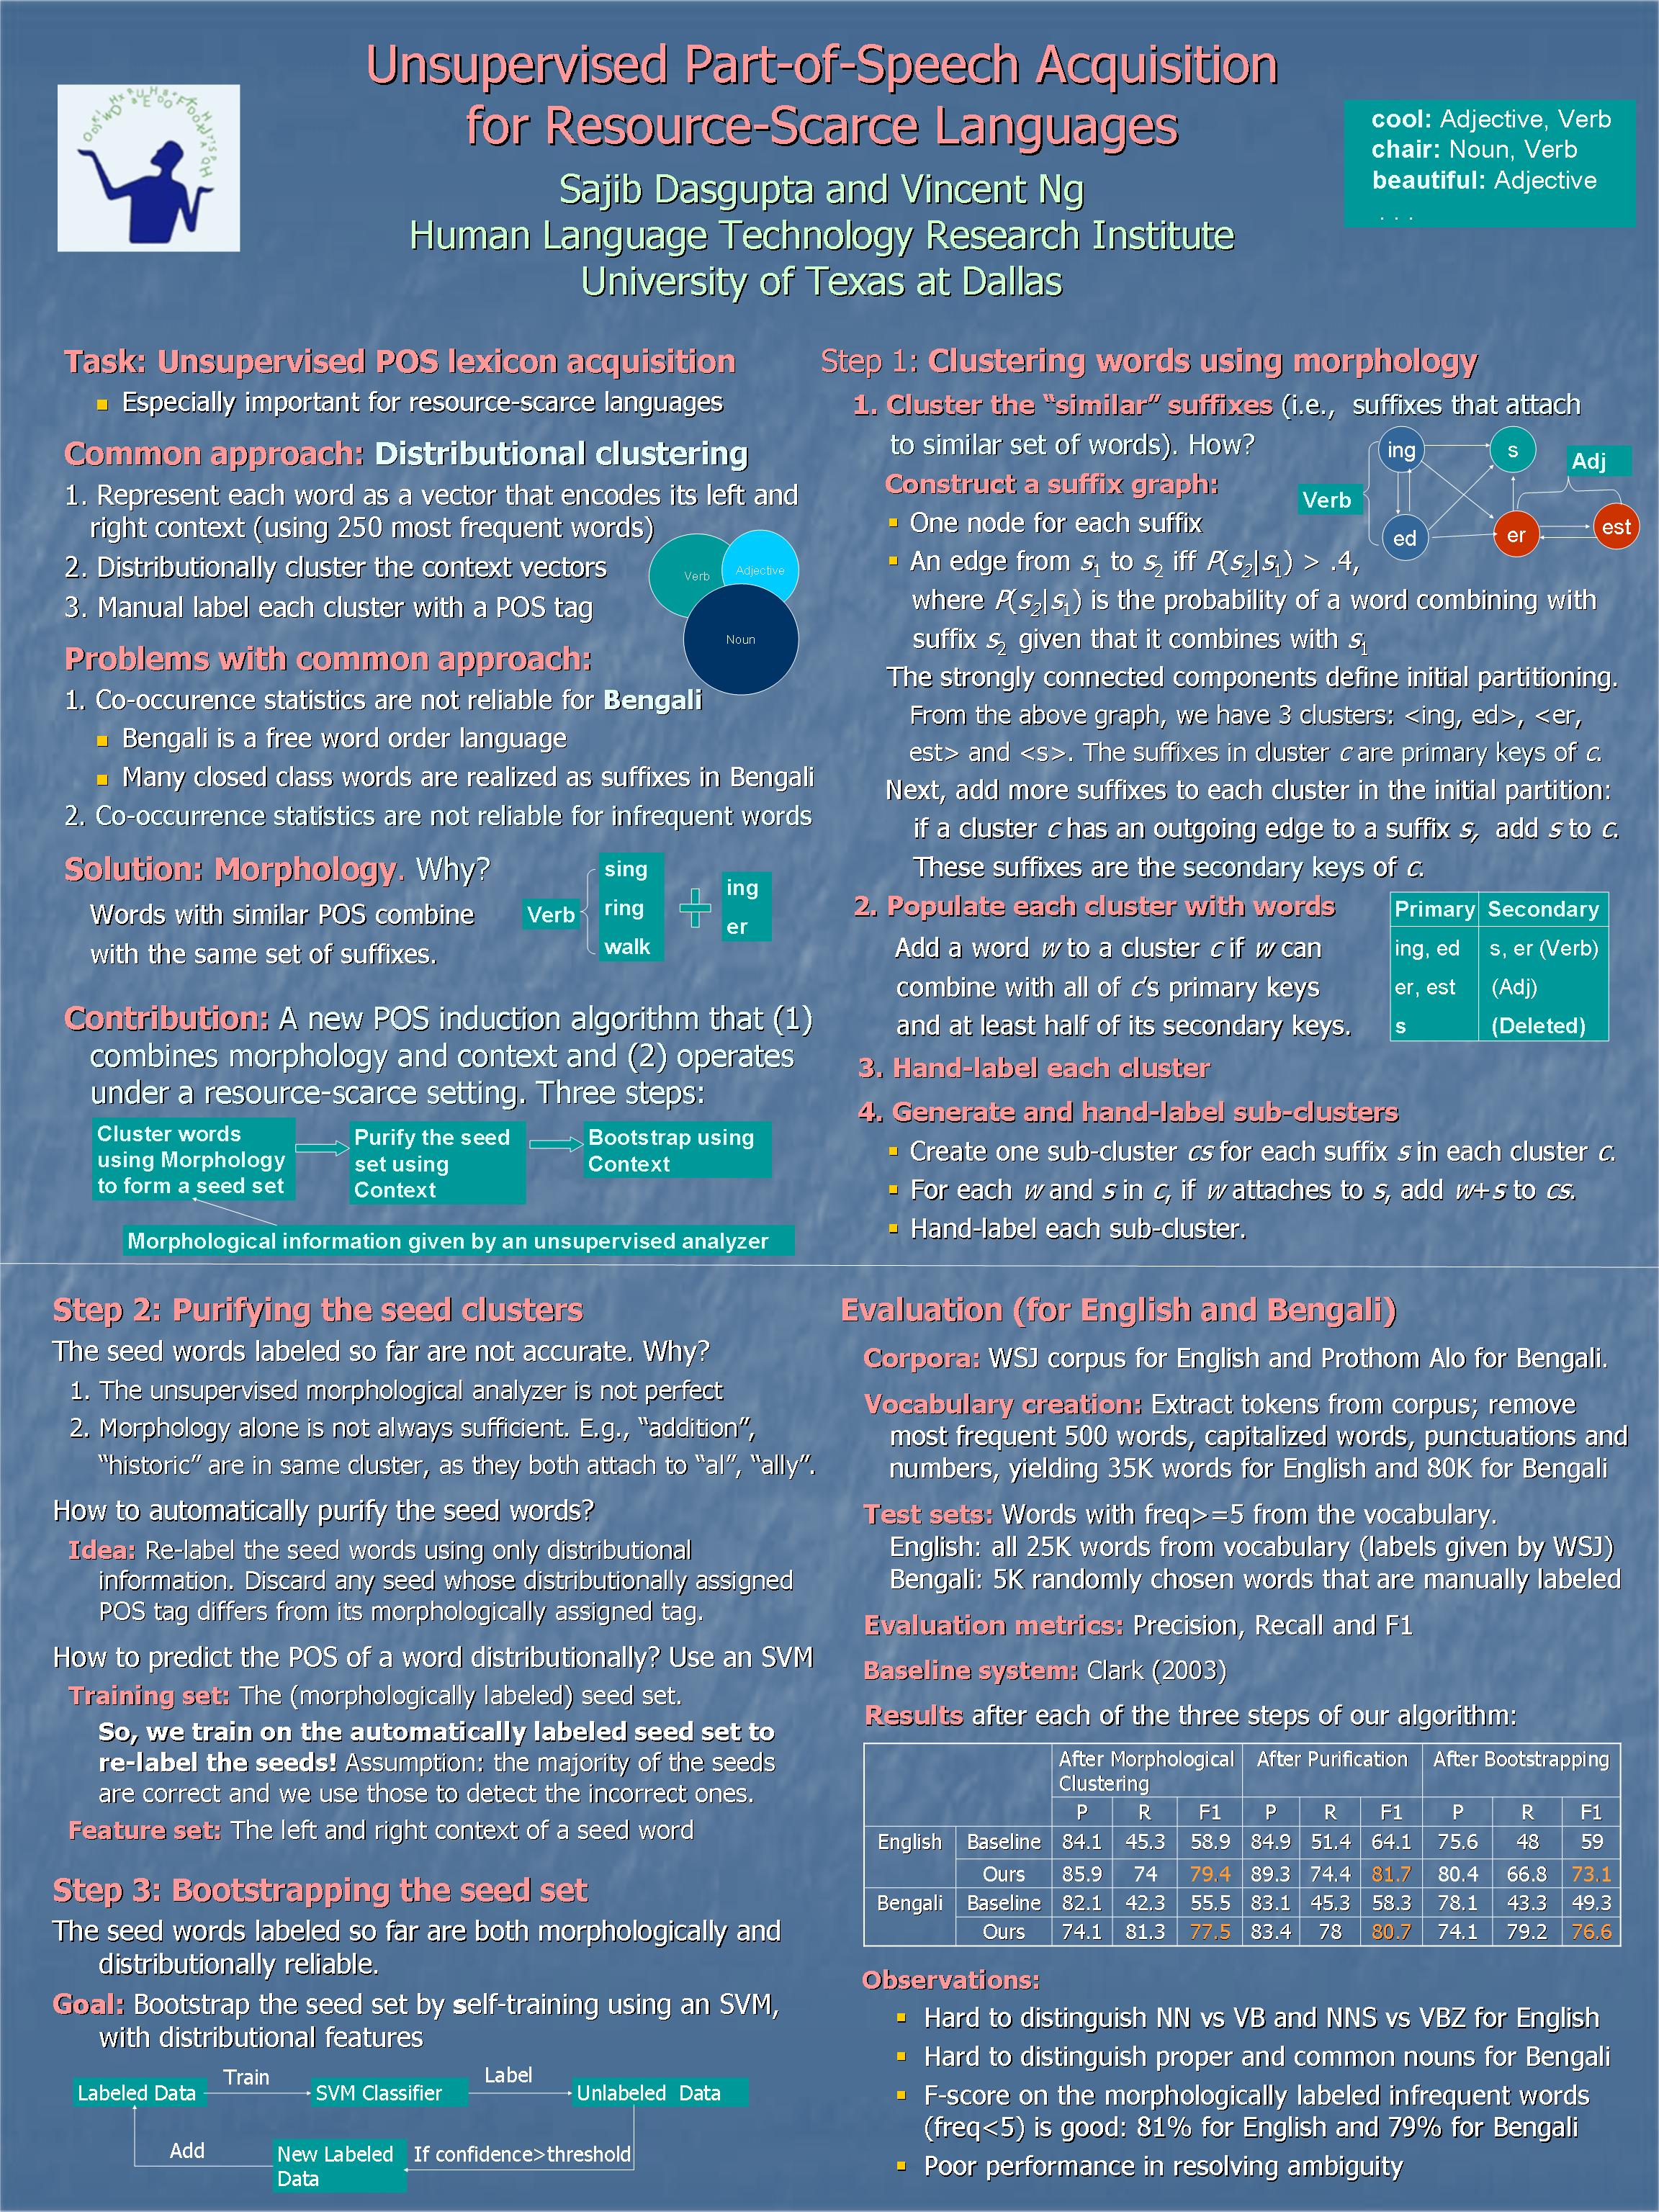 Unsupervised Part-of-Speech Acquisition
for Resource-Scarce Languages
Sajib Dasgupta and Vincent Ng
Human Language Technology Research Institute
University of Texas at Dallas
cool: Adjective, Verb
chair: Noun, Verb
beautiful: Adjective
. . .
Task: Unsupervised POS lexicon acquisition
Especially important for resource-scarce languages
Common approach: Distributional clustering
1. Represent each word as a vector that encodes its left and
right context (using 250 most frequent words)
2. Distributionally cluster the context vectors
3. Manual label each cluster with a POS tag
Verb
Adjective
Noun
Problems with common approach:
1. Co-occurence statistics are not reliable for Bengali
Bengali is a free word order language
Many closed class words are realized as suffixes in Bengali
2. Co-occurrence statistics are not reliable for infrequent words
Solution: Morphology. Why?
Words with similar POS combine
with the same set of suffixes.
Verb
sing
ring
walk
ing
er
Contribution: A new POS induction algorithm that (1)
combines morphology and context and (2) operates
under a resource-scarce setting. Three steps:
Cluster words
using Morphology
to form a seed set
Purify the seed
set using
Context
Bootstrap using
Context
Morphological information given by an unsupervised analyzer
Step 1: Clustering words using morphology
1. Cluster the “similar” suffixes (i.e., suffixes that attach
to similar set of words). How?
Construct a suffix graph:
One node for each suffix
An edge from s1 to s2 iff P(s2|s1) > .4,
where P(s2|s1) is the probability of a word combining with
suffix s2 given that it combines with s1
ing
s
Adj
Verb
ed
er
est
The strongly connected components define initial partitioning.
From the above graph, we have 3 clusters: <ing, ed>, <er,
est> and <s>. The suffixes in cluster c are primary keys of c.
Next, add more suffixes to each cluster in the initial partition:
if a cluster c has an outgoing edge to a suffix s, add s to c.
These suffixes are the secondary keys of c.
2. Populate each cluster with words
Add a word w to a cluster c if w can
combine with all of c’s primary keys
and at least half of its secondary keys.
Primary Secondary
ing, ed s, er (Verb)
er, est (Adj)
s (Deleted)
3. Hand-label each cluster
4. Generate and hand-label sub-clusters
Create one sub-cluster cs for each suffix s in each cluster c.
For each w and s in c, if w attaches to s, add w+s to cs.
Hand-label each sub-cluster.
Step 2: Purifying the seed clusters
The seed words labeled so far are not accurate. Why?
1. The unsupervised morphological analyzer is not perfect
2. Morphology alone is not always sufficient. E.g., “addition”,
“historic” are in same cluster, as they both attach to “al”, “ally”.
How to automatically purify the seed words?
Idea: Re-label the seed words using only distributional
information. Discard any seed whose distributionally assigned
POS tag differs from its morphologically assigned tag.
How to predict the POS of a word distributionally? Use an SVM
Training set: The (morphologically labeled) seed set.
So, we train on the automatically labeled seed set to
re-label the seeds! Assumption: the majority of the seeds
are correct and we use those to detect the incorrect ones.
Feature set: The left and right context of a seed word
Step 3: Bootstrapping the seed set
The seed words labeled so far are both morphologically and
distributionally reliable.
Goal: Bootstrap the seed set by self-training using an SVM,
with distributional features
Labeled Data
Train
SVM Classifier
Label
Unlabeled Data
Add
New Labeled
Data
If confidence>threshold
Evaluation (for English and Bengali)
Corpora: WSJ corpus for English and Prothom Alo for Bengali.
Vocabulary creation: Extract tokens from corpus; remove
most frequent 500 words, capitalized words, punctuations and
numbers, yielding 35K words for English and 80K for Bengali
Test sets: Words with freq>=5 from the vocabulary.
English: all 25K words from vocabulary (labels given by WSJ)
Bengali: 5K randomly chosen words that are manually labeled
Evaluation metrics: Precision, Recall and F1
Baseline system: Clark (2003)
Results after each of the three steps of our algorithm:
After Morphological After Purification After Bootstrapping
Clustering
P R F1 P R F1 P R F1
English Baseline 84.1 45.3 58.9 84.9 51.4 64.1 75.6 48 59
Ours 85.9 74 79.4 89.3 74.4 81.7 80.4 66.8 73.1
Bengali Baseline 82.1 42.3 55.5 83.1 45.3 58.3 78.1 43.3 49.3
Ours 74.1 81.3 77.5 83.4 78 80.7 74.1 79.2 76.6
Observations:
Hard to distinguish NN vs VB and NNS vs VBZ for English
Hard to distinguish proper and common nouns for Bengali
F-score on the morphologically labeled infrequent words
(freq<5) is good: 81% for English and 79% for Bengali
Poor performance in resolving ambiguity